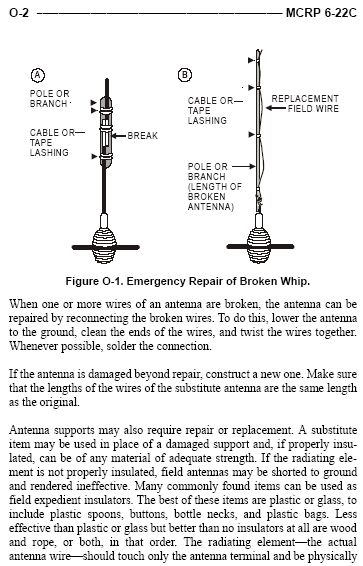 O-2 MCRP 6-22C
A
POLE OR
BRANCH
CABLE OR
TAPE
LASHING
BREAK
B
CABLE OR
TAPE
LASHING
REPLACEMENT
FIELD WIRE
POLE OR
BRANCH
(LENGTH OF
BROKEN
ANTENNA)
Figure O-1. Emergency Repair of Broken Whip.
When one or more wires of an antenna are broken, the antenna can be
repaired by reconnecting the broken wires. To do this, lower the antenna
to the ground, clean the ends of the wires, and twist the wires together.
Whenever possible, solder the connection.
If the antenna is damaged beyond repair, construct a new one. Make sure
that the lengths of the wires of the substitute antenna are the same length
as the original.
Antenna supports may also require repair or replacement. A substitute
item may be used in place of a damaged support and, if properly insu-
lated, can be of any material of adequate strength. If the radiating ele-
ment is not properly insulated, field antennas may be shorted to ground
and rendered ineffective. Many commonly found items can be used as
field expedient insulators. The best of these items are plastic or glass, to
include plastic spoons, buttons, bottle necks, and plastic bags. Less
effective than plastic or glass but better than no insulators at all are wood
and rope, or both, in that order. The radiating element—the actual
antenna wire—should touch only the antenna terminal and be physically